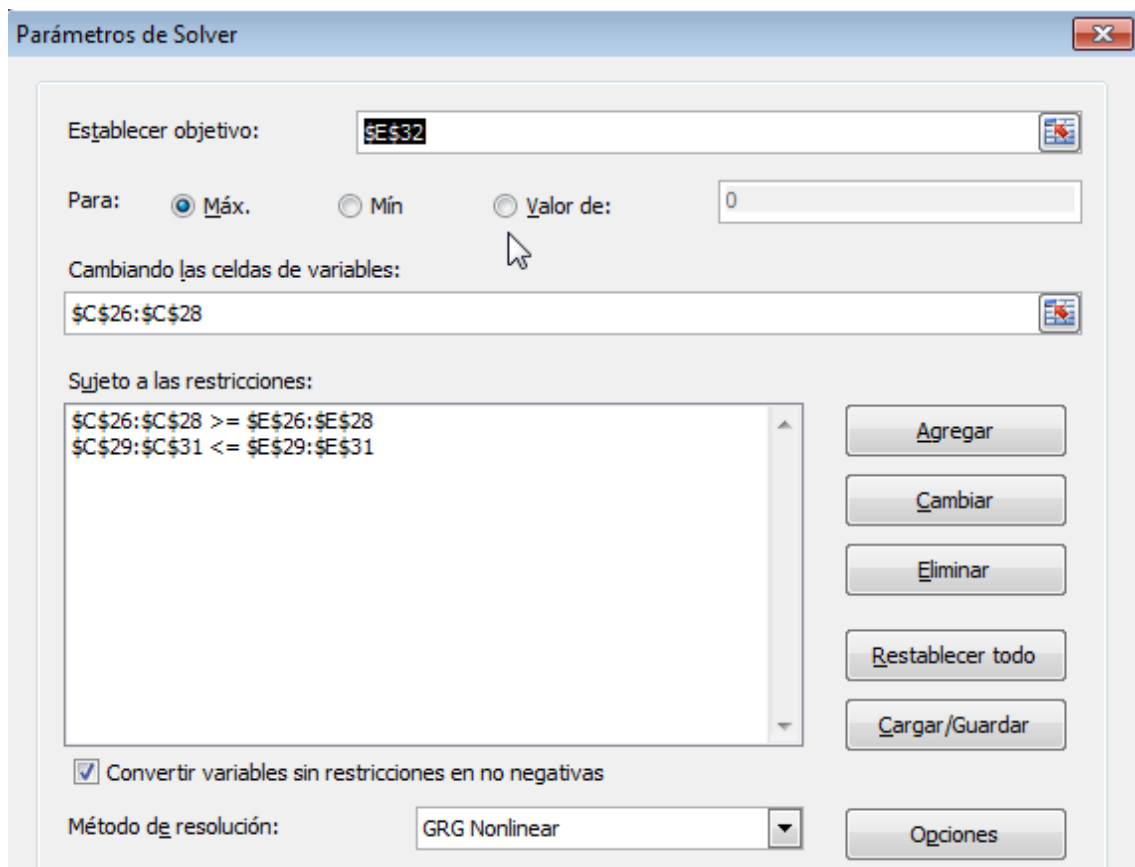 Parámetros de Solver
Establecer objetivo: $E$32
Para: Máx. Mín Valor de: 0
Cambiando las celdas de variables:
$C$26:$C$28
Sujeto a las restricciones:
$C$26:$C$28 >= $E$26:$E$28
$C$29:$C$31 <= $E$29:$E$31
Agregar
Cambiar
Eliminar
Restablecer todo
Cargar/Guardar
Convertir variables sin restricciones en no negativas
Método de resolución: GRG Nonlinear Opciones